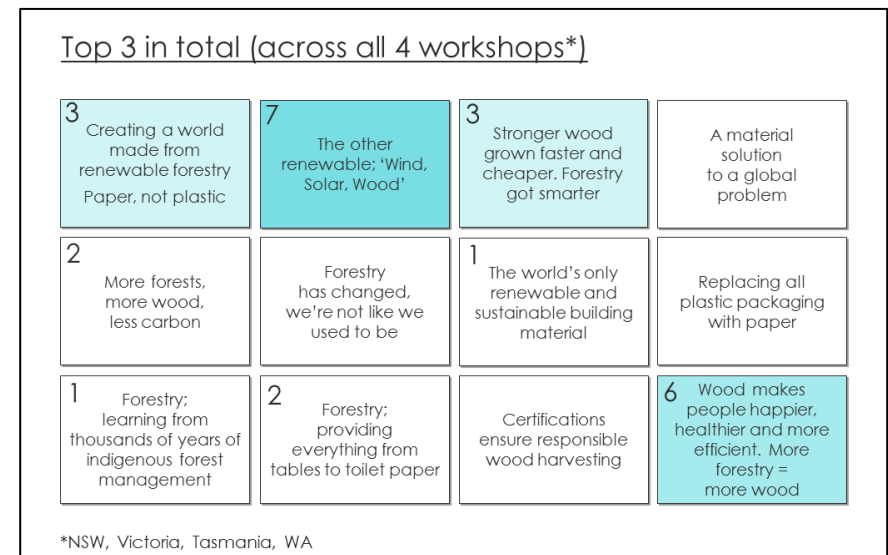 Top 3 in total (across all 4 workshops*)
3
Creating a world
made from
renewable forestry
Paper, not plastic
7
The other
renewable; ‘Wind,
Solar, Wood’
3
Stronger wood
grown faster and
cheaper. Forestry
got smarter
A material
solution
to a global
problem
2
More forests,
more wood,
less carbon
Forestry
has changed,
we’re not like we
used to be
1
The world’s only
renewable and
sustainable building
material
Replacing all
plastic packaging
with paper
1
Forestry;
learning from
thousands of years of
indigenous forest
management
2
Forestry;
providing
everything from
tables to toilet paper
Certifications
ensure responsible
wood harvesting
6
Wood makes
people happier,
healthier and more
efficient. More
forestry =
more wood
*NSW, Victoria, Tasmania, WA